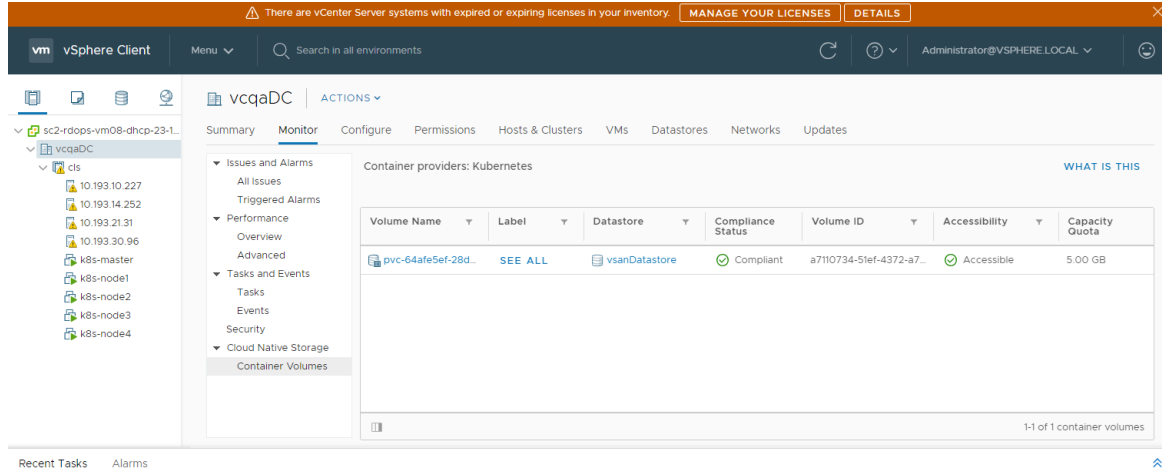 There are vCenter Server systems with expired or expiring licenses in your inventory. MANAGE YOUR LICENSES DETAILS
vm vSphere Client Menu Search in all environments Administrator@VSPHERE.LOCAL
sc2-rdops-vm08-dhcp-23-1...
vcqaDC
cls
10.193.10.227
10.193.14.252
10.193.21.31
10.193.30.96
k8s-master
k8s-node1
k8s-node2
k8s-node3
k8s-node4
vcqaDC ACTIONS
Summary Monitor Configure Permissions Hosts & Clusters VMs Datastores Networks Updates
Issues and Alarms
All Issues
Triggered Alarms
Performance
Overview
Advanced
Tasks and Events
Tasks
Events
Security
Cloud Native Storage
Container Volumes
Container providers: Kubernetes WHAT IS THIS
Volume Name Label Datastore Compliance Status Volume ID Accessibility Capacity Quota
pvc-64afe5ef-28d... SEE ALL vsanDatastore Compliant a7110734-51ef-4372-a7... Accessible 5.00 GB
1-1 of 1 container volumes
Recent Tasks Alarms